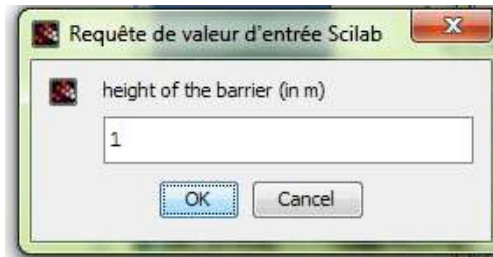 Requête de valeur d'entrée Scilab
height of the barrier (in m)
1
OK Cancel